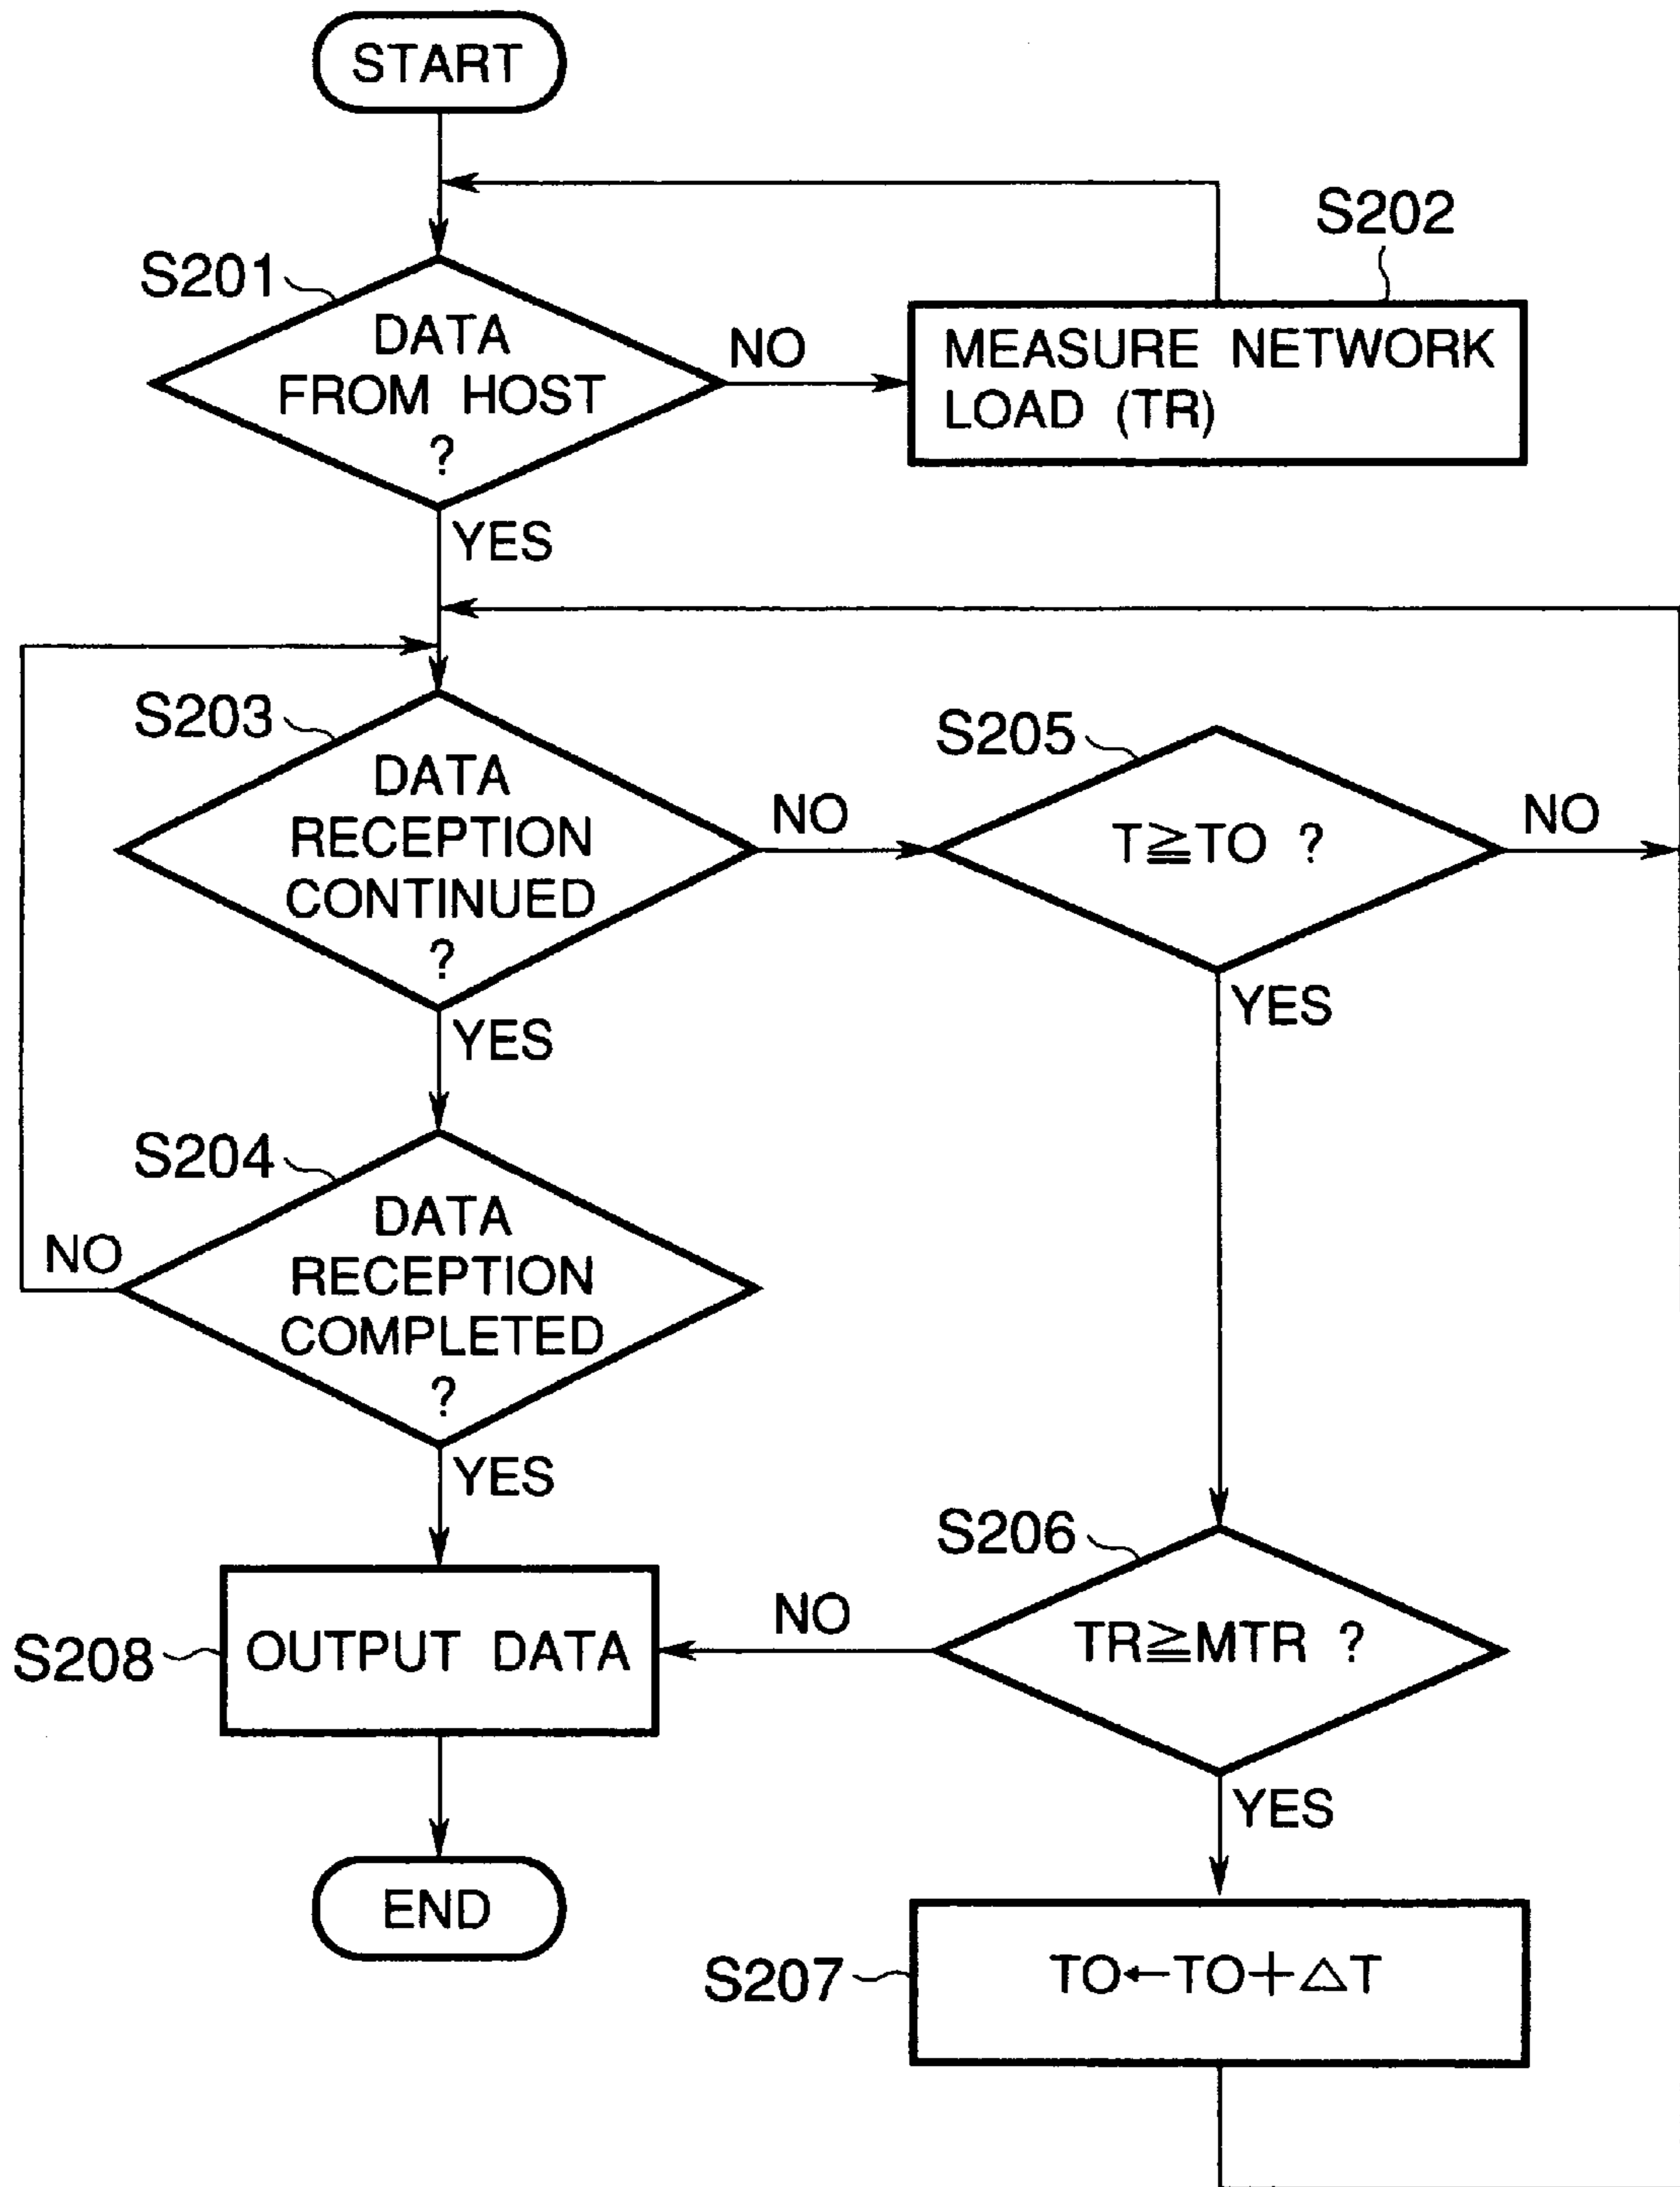 START
S202
S201
DATA
FROM HOST
?
NO
MEASURE NETWORK
LOAD (TR)
YES
S203
DATA
RECEPTION
CONTINUED
?
NO
S205
T≧TO ?
NO
YES
YES
S204
DATA
RECEPTION
COMPLETED
?
NO
YES
S206
TR≧MTR ?
NO
S208
OUTPUT DATA
YES
END
S207
TO←TO+△T